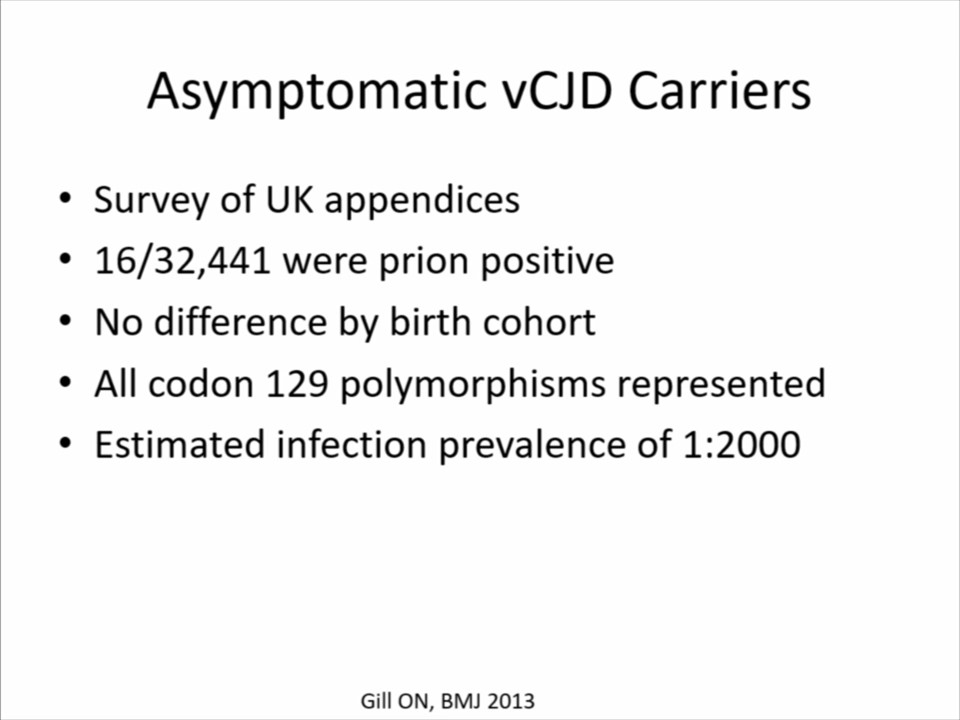 Asymptomatic vCJD Carriers
• Survey of UK appendices
• 16/32,441 were prion positive
• No difference by birth cohort
• All codon 129 polymorphisms represented
• Estimated infection prevalence of 1:2000
Gill ON, BMJ 2013